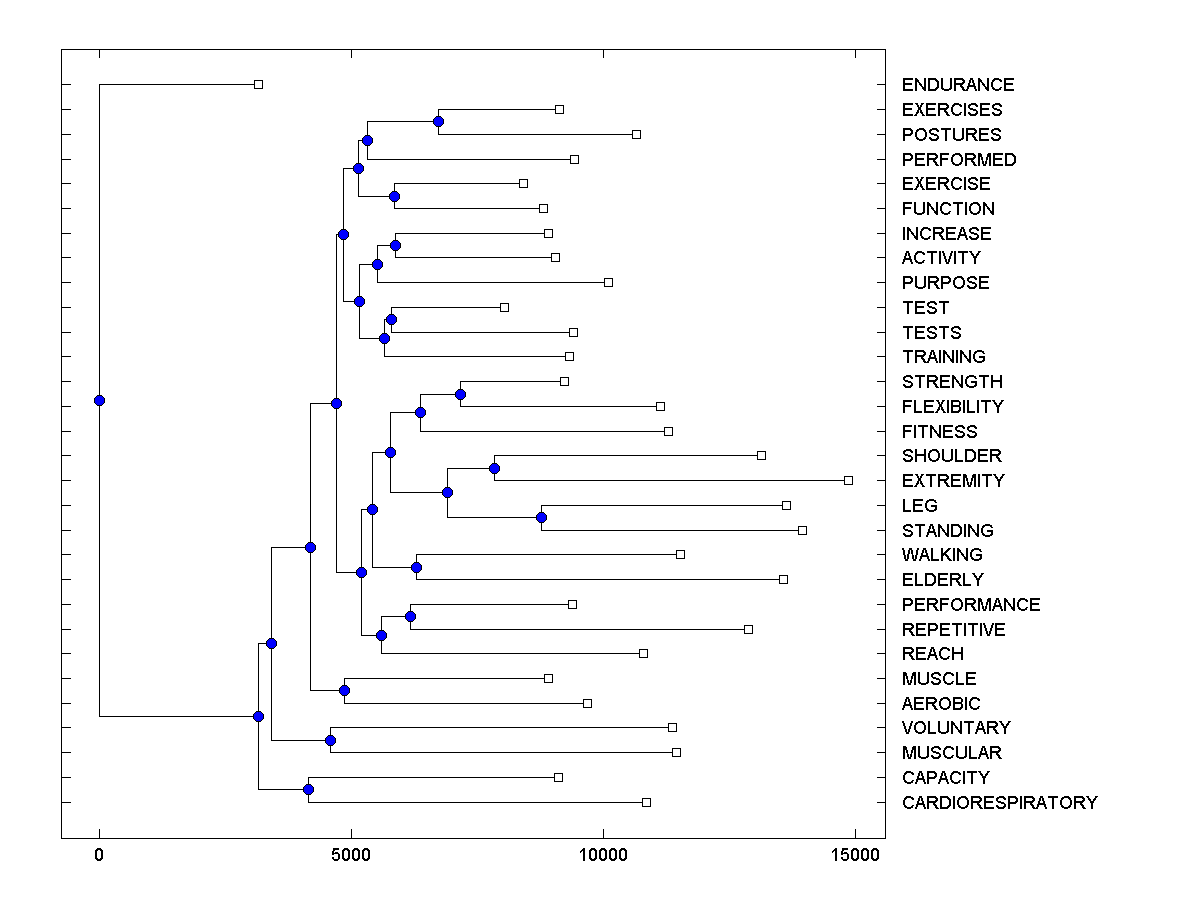 ENDURANCE
EXERCISES
POSTURES
PERFORMED
EXERCISE
FUNCTION
INCREASE
ACTIVITY
PURPOSE
TEST
TESTS
TRAINING
STRENGTH
FLEXIBILITY
FITNESS
SHOULDER
EXTREMITY
LEG
STANDING
WALKING
ELDERLY
PERFORMANCE
REPETITIVE
REACH
MUSCLE
AEROBIC
VOLUNTARY
MUSCULAR
CAPACITY
CARDIORESPIRATORY
0 5000 10000 15000